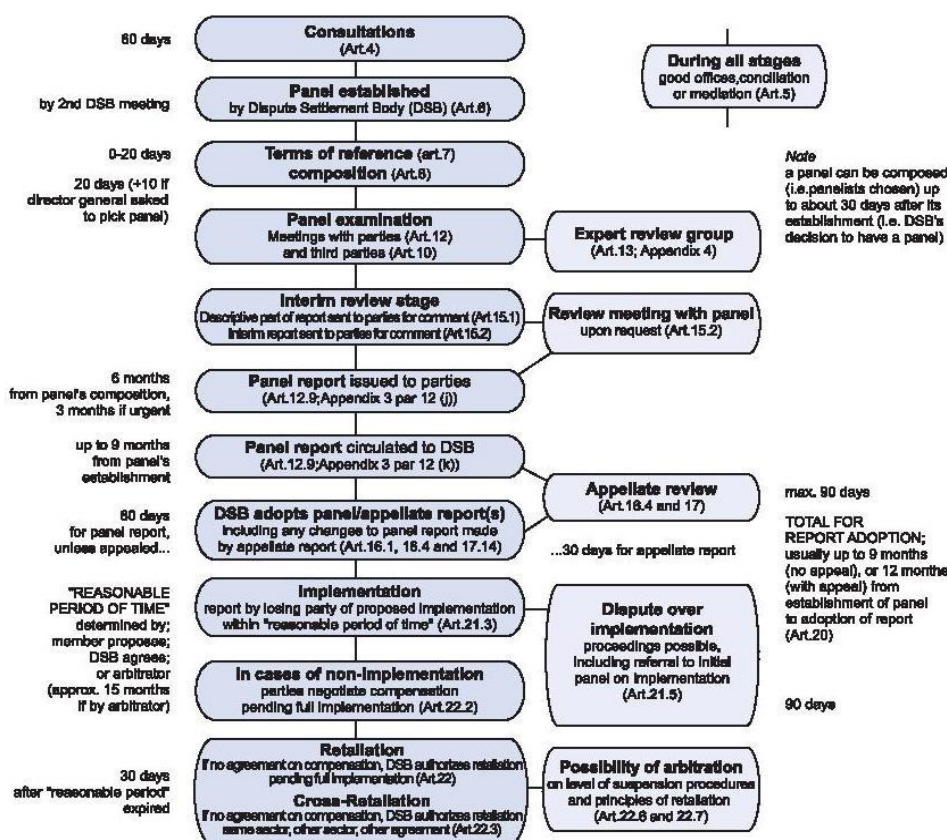 60 days
Consultations
(Art.4)
During all stages
good offices,conciliation
or mediation (Art.5)
by 2nd DSB meeting
Panel established
by Dispute Settlement Body (DSB) (Art.6)
0-20 days
Terms of reference (art.7)
composition (Art.8)
20 days (+10 if
director general asked
to pick panel)
Note
a panel can be composed
(i.e.panelists chosen) up
to about 30 days after its
establishment (i.e. DSB's
decision to have a panel)
Panel examination
Meetings with parties (Art.12)
and third parties (Art.10)
Expert review group
(Art.13; Appendix 4)
Interim review stage
Descriptive part of report sent to parties for comment (Art.15.1)
Interim report sent to parties for comment (Art.15.2)
Review meeting with panel
upon request (Art.15.2)
6 months
from panel's composition,
3 months if urgent
Panel report issued to parties
(Art.12.9;Appendix 3 par 12 (j))
up to 9 months
from panel's
establishment
Panel report circulated to DSB
(Art.12.9;Appendix 3 par 12 (k))
Appellate review
(Art.16.4 and 17)
max. 90 days
60 days
for panel report,
unless appealed...
DSB adopts panel/appellate report(s)
including any changes to panel report made
by appellate report (Art.16.1, 16.4 and 17.14)
...30 days for appellate report
TOTAL FOR
REPORT ADOPTION;
usually up to 9 months
(no appeal), or 12 months
(with appeal) from
establishment of panel
to adoption of report
(Art.20)
"REASONABLE
PERIOD OF TIME"
determined by;
member proposes;
DSB agrees;
or arbitrator
(approx. 15 months
if by arbitrator)
Implementation
report by losing party of proposed implementation
within "reasonable period of time" (Art.21.3)
Dispute over
implementation
proceedings possible,
including referral to initial
panel on implementation
(Art.21.5)
In cases of non-implementation
parties negotiate compensation
pending full implementation (Art.22.2)
90 days
30 days
after "reasonable period"
expired
Retaliation
If no agreement on compensation, DSB authorizes retaliation
pending full implementation (Art.22)
Cross-Retaliation
If no agreement on compensation, DSB authorizes retaliation
same sector, other sector, other agreement (Art.22.3)
Possibility of arbitration
on level of suspension procedures
and principles of retaliation
(Art.22.6 and 22.7)